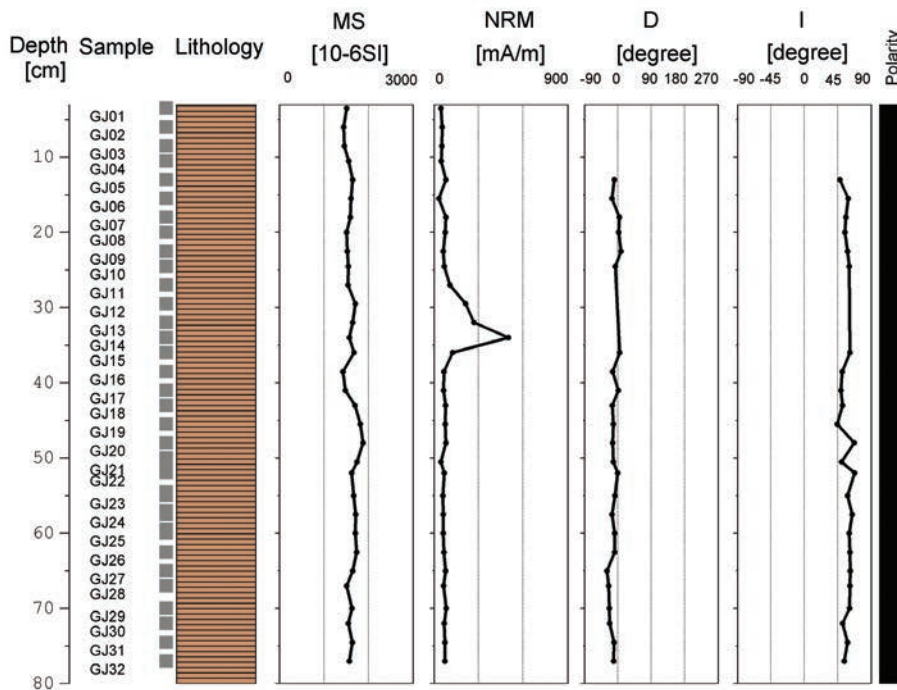 MS NRM D I
Depth Sample Lithology [10-6SI] [mA/m] [degree] [degree] Polarity
[cm]
0 3000 0 900 -90 0 90 180 270 -90 -45 0 45 90
GJ01
GJ02
10 GJ03
GJ04
GJ05
GJ06
GJ07
20 GJ08
GJ09
GJ10
GJ11
30 GJ12
GJ13
GJ14
GJ15
40 GJ16
GJ17
GJ18
GJ19
GJ20
50 GJ21
GJ22
GJ23
GJ24
60 GJ25
GJ26
GJ27
GJ28
70 GJ29
GJ30
GJ31
GJ32
80